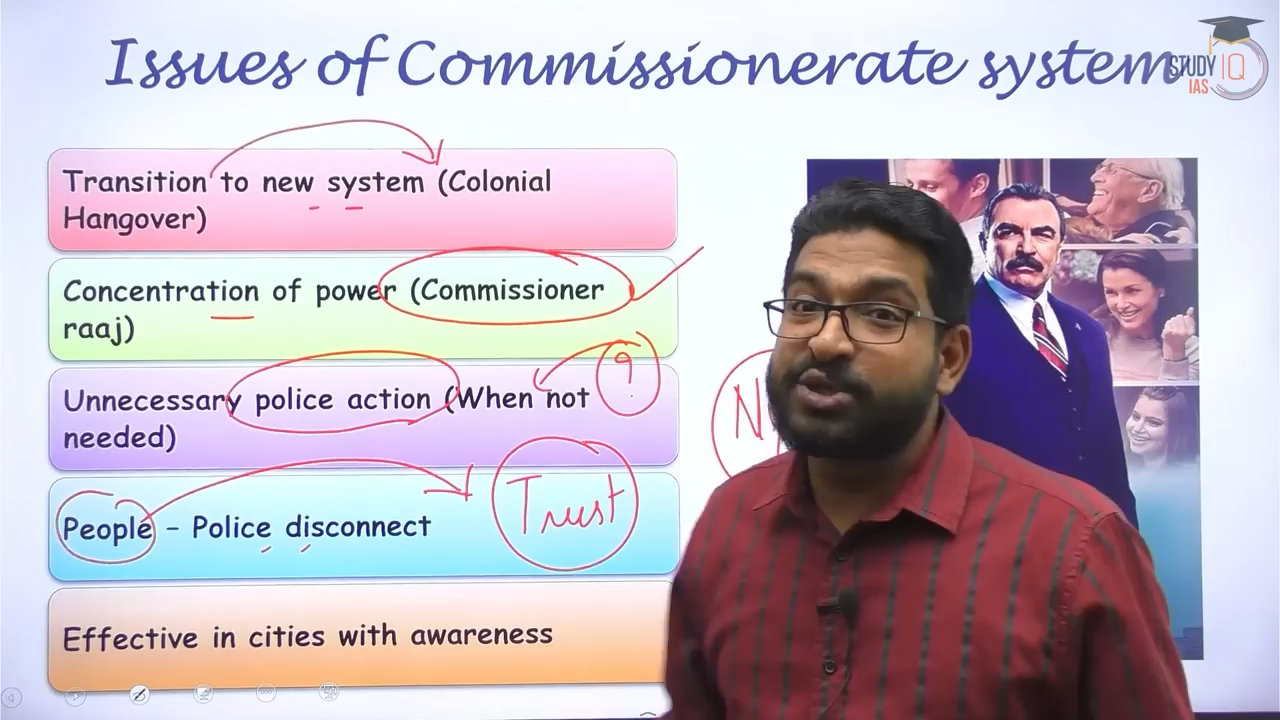 Issues of Commissionerate system
STUDY IQ
IAS
Transition to new system (Colonial
Hangover)
Concentration of power (Commissioner
raaj)
?
Unnecessary police action (When not
needed)
Trust
People - Police disconnect
Effective in cities with awareness